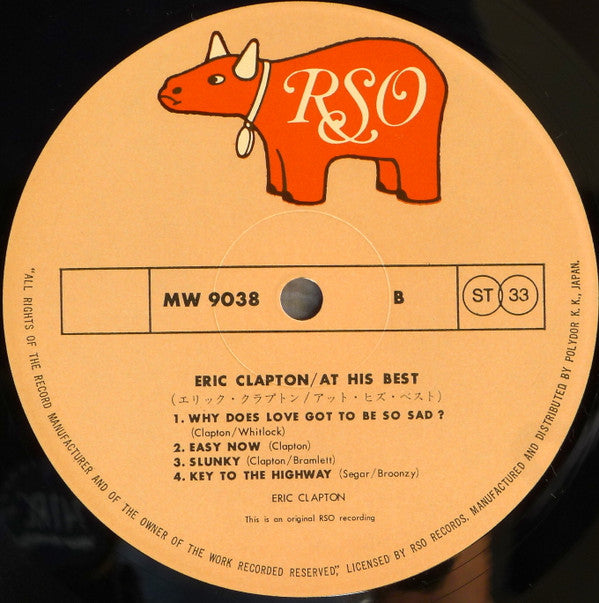 RSO
MW 9038 B ST 33
ERIC CLAPTON/AT HIS BEST
(エリック・クラプトン/アット・ヒズ・ベスト)
1. WHY DOES LOVE GOT TO BE SO SAD?
(Clapton/Whitlock)
2. EASY NOW (Clapton)
3. SLUNKY (Clapton/Bramlett)
4. KEY TO THE HIGHWAY (Segar/Broonzy)
ERIC CLAPTON
This is an original RSO recording
“ALL RIGHTS OF THE RECORD MANUFACTURER AND OF THE OWNER OF THE WORK RECORDED RESERVED”, LICENSED BY RSO RECORDS, MANUFACTURED AND DISTRIBUTED BY POLYDOR K. K., JAPAN.